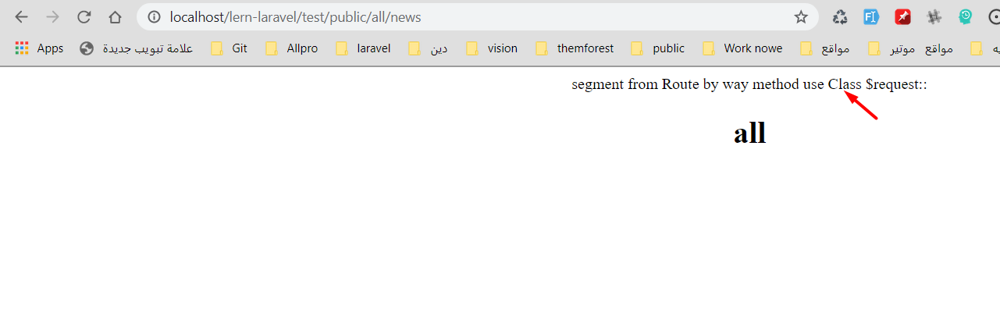 localhost/lern-laravel/test/public/all/news
Apps علامة تبويب جديدة Git Allpro laravel دين vision themforest public Work nowe مواقع مواقع موتير يه
segment from Route by way method use Class $request::
all